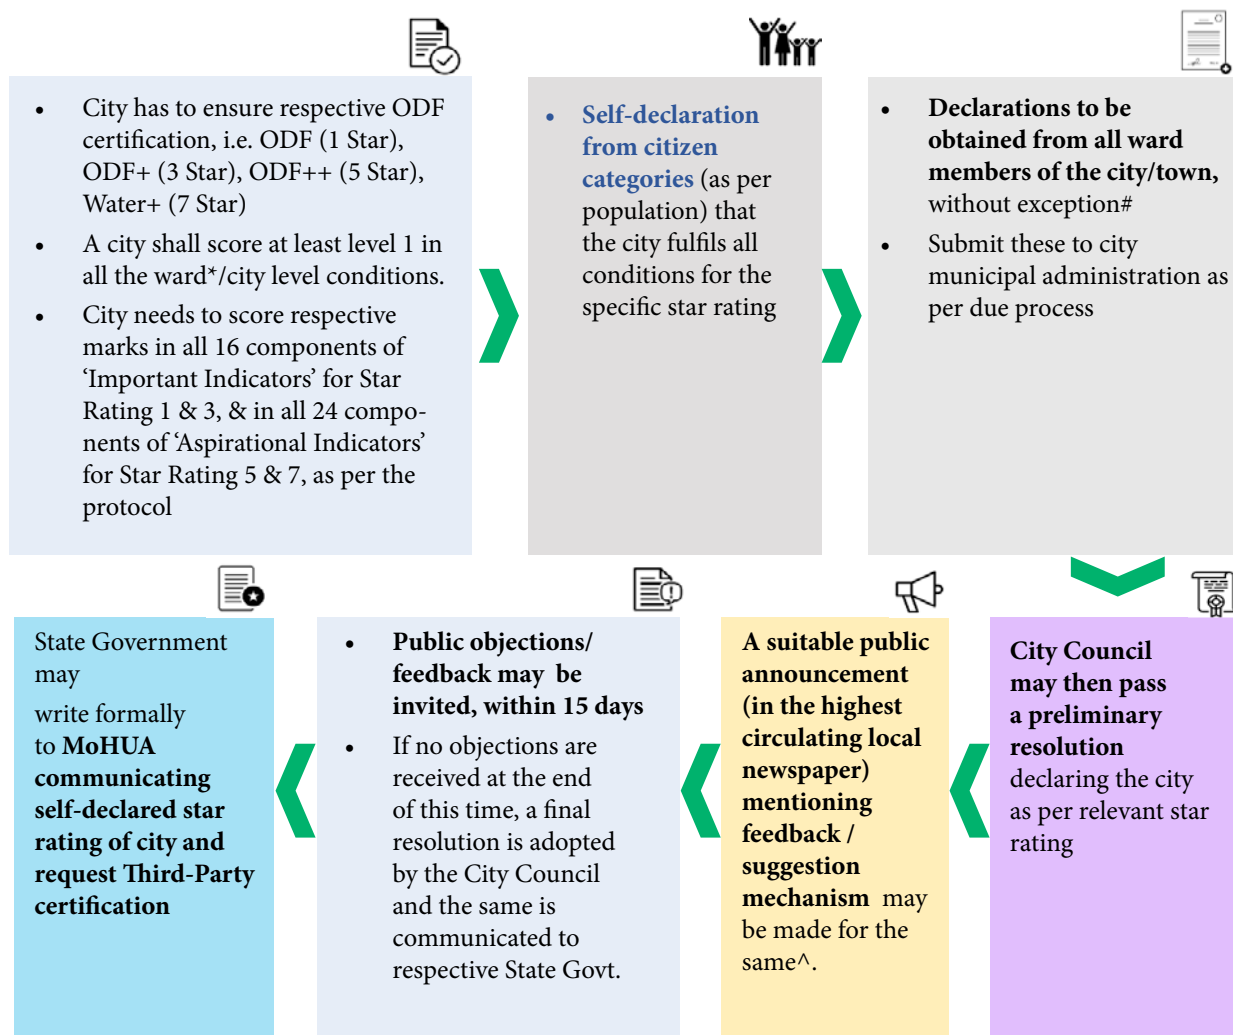 • City has to ensure respective ODF
certification, i.e. ODF (1 Star),
ODF+ (3 Star), ODF++ (5 Star),
Water+ (7 Star)
• A city shall score at least level 1 in
all the ward*/city level conditions.
• City needs to score respective
marks in all 16 components of
‘Important Indicators’ for Star
Rating 1 & 3, & in all 24 compo-
nents of ‘Aspirational Indicators’
for Star Rating 5 & 7, as per the
protocol
• Self-declaration
from citizen
categories (as per
population) that
the city fulfils all
conditions for the
specific star rating
• Declarations to be
obtained from all ward
members of the city/town,
without exception#
• Submit these to city
municipal administration as
per due process
City Council
may then pass
a preliminary
resolution
declaring the city
as per relevant star
rating
A suitable public
announcement
(in the highest
circulating local
newspaper)
mentioning
feedback /
suggestion
mechanism may
be made for the
same^.
• Public objections/
feedback may be
invited, within 15 days
• If no objections are
received at the end
of this time, a final
resolution is adopted
by the City Council
and the same is
communicated to
respective State Govt.
State Government
may
write formally
to MoHUA
communicating
self-declared star
rating of city and
request Third-Party
certification